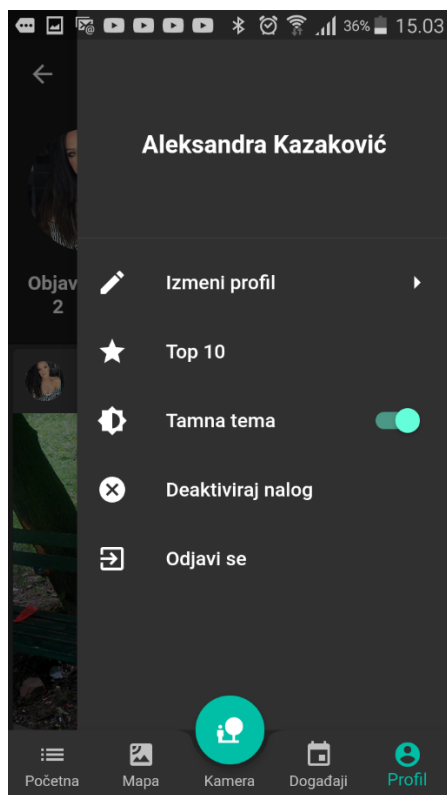 36% 15.03
Aleksandra Kazaković
Objav
2
Izmeni profil
Top 10
Tamna tema
Deaktiviraj nalog
Odjavi se
Početna Mapa Kamera Događaji Profil